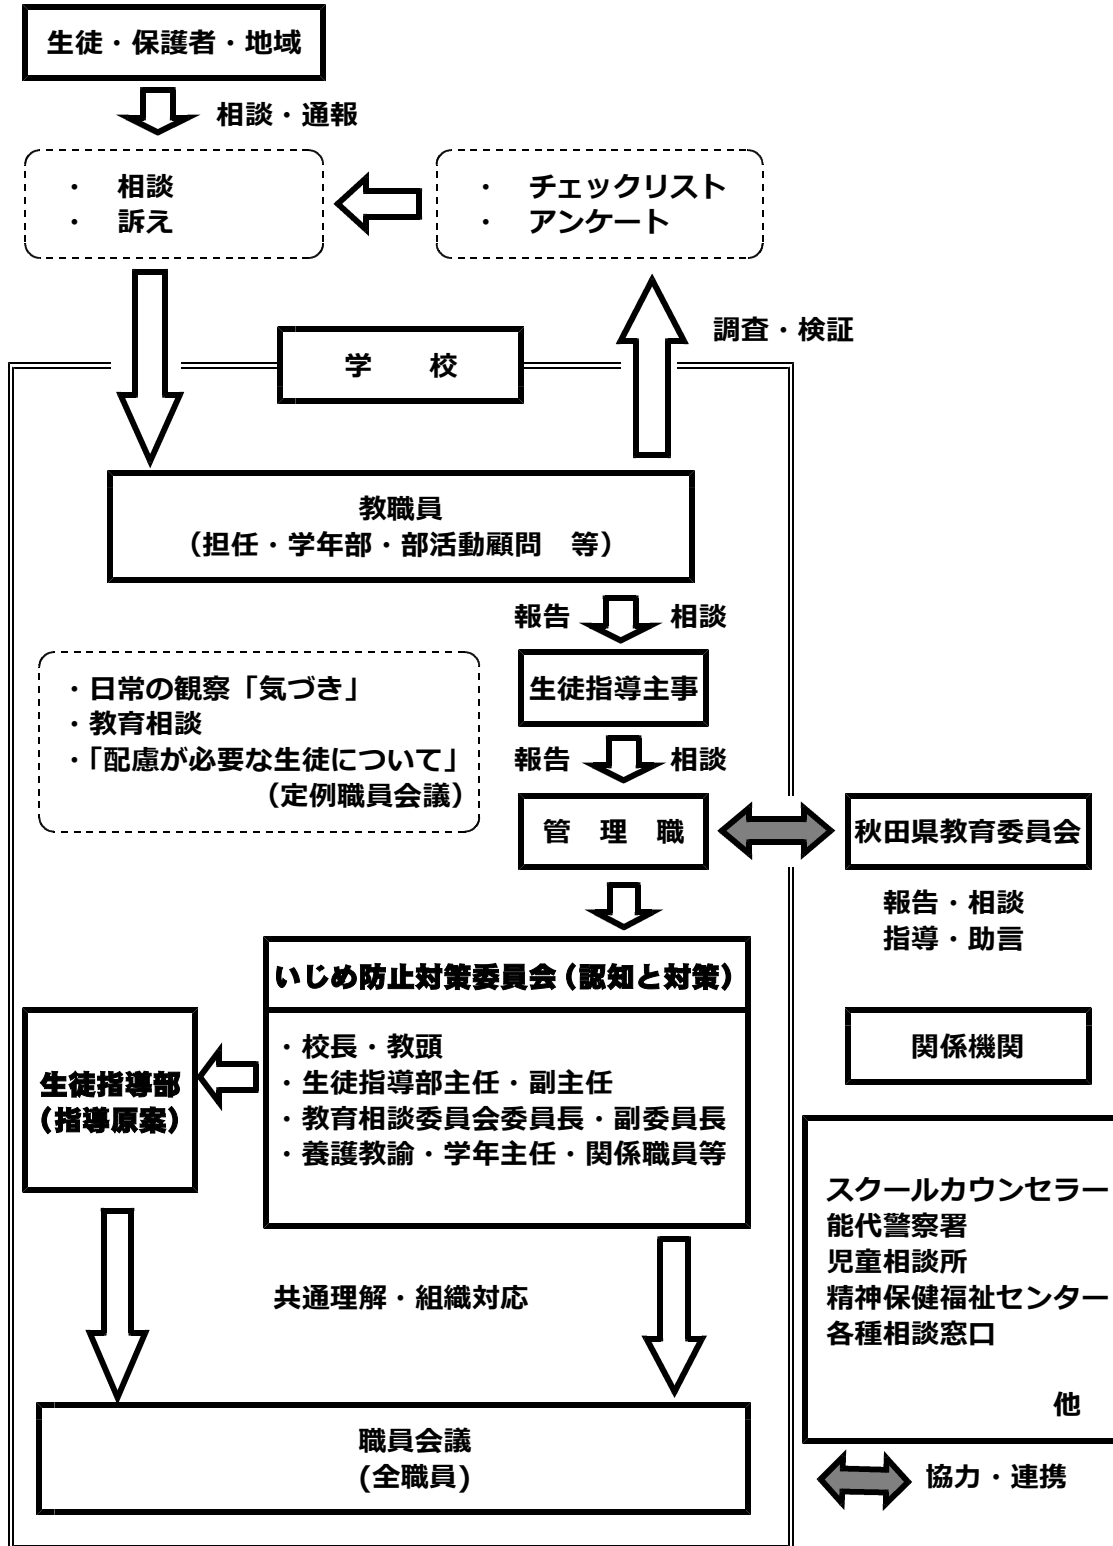 生徒・保護者・地域
相談・通報
・　相談
・　訴え
・　チェックリスト
・　アンケート
調査・検証
学　校
教職員
（担任・学年部・部活動顧問　等）
報告　相談
・日常の観察「気づき」
・教育相談
・「配慮が必要な生徒について」
（定例職員会議）
生徒指導主事
報告　相談
管　理　職
秋田県教育委員会
報告・相談
指導・助言
いじめ防止対策委員会（認知と対策）
・校長・教頭
・生徒指導部主任・副主任
・教育相談委員会委員長・副委員長
・養護教諭・学年主任・関係職員等
生徒指導部
（指導原案）
関係機関
スクールカウンセラー
能代警察署
児童相談所
精神保健福祉センター
各種相談窓口
他
共通理解・組織対応
職員会議
(全職員)
協力・連携